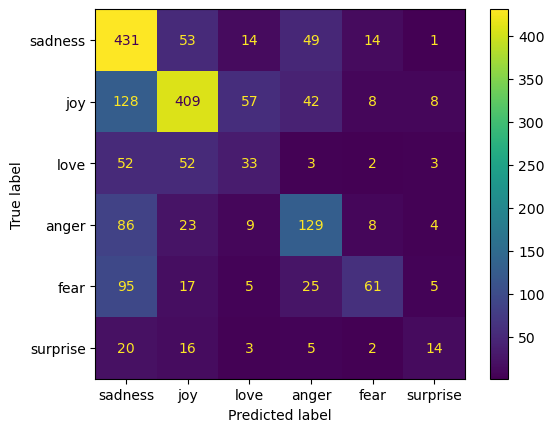 sadness 431 53 14 49 14 1
joy 128 409 57 42 8 8
love 52 52 33 3 2 3
anger 86 23 9 129 8 4
fear 95 17 5 25 61 5
surprise 20 16 3 5 2 14
sadness joy love anger fear surprise
Predicted label
True label
400
350
300
250
200
150
100
50